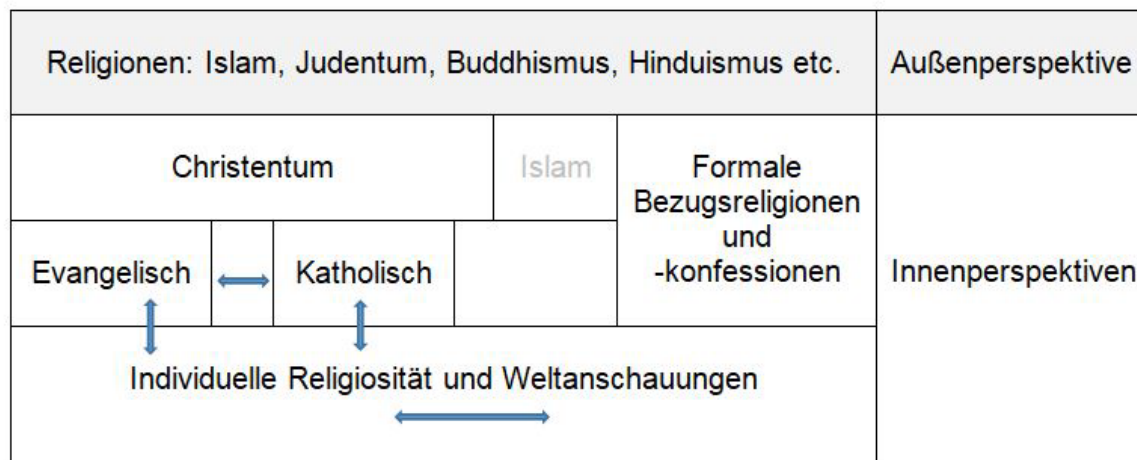 Religionen: Islam, Judentum, Buddhismus, Hinduismus etc.
Außenperspektive
Christentum
Islam
Formale
Bezugsreligionen
und
-konfessionen
Evangelisch
Katholisch
Innenperspektiven
Individuelle Religiosität und Weltanschauungen